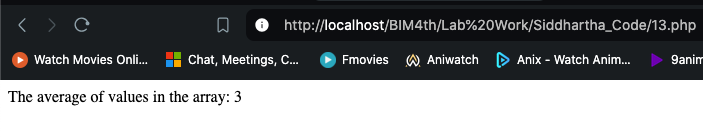 http://localhost/BIM4th/Lab%20Work/Siddhartha_Code/13.php
Watch Movies Onli... Chat, Meetings, C... Fmovies Aniwatch Anix - Watch Anim... 9anim
The average of values in the array: 3